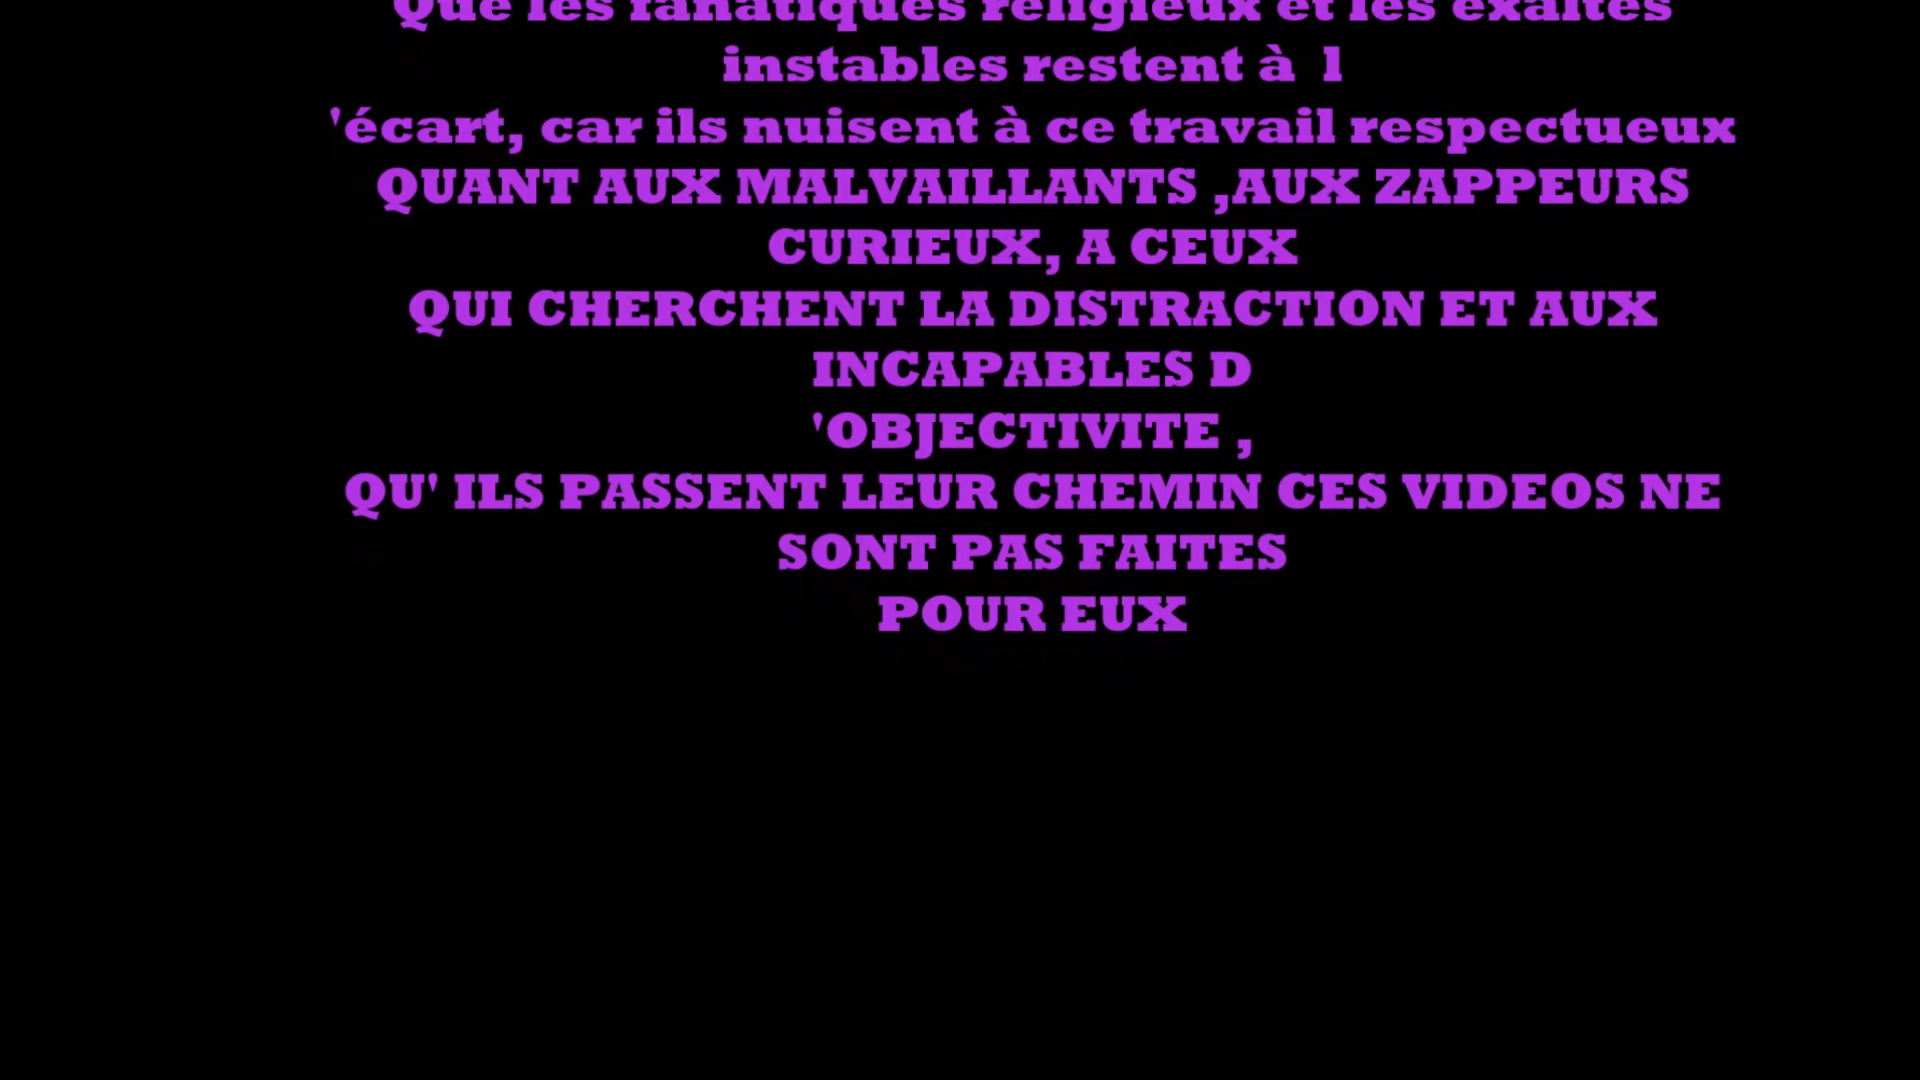 Que les fanatiques religieux et les exaltés
instables restent à l
'écart, car ils nuisent à ce travail respectueux
QUANT AUX MALVAILLANTS ,AUX ZAPPEURS
CURIEUX, A CEUX
QUI CHERCHENT LA DISTRACTION ET AUX
INCAPABLES D
'OBJECTIVITE ,
QU' ILS PASSENT LEUR CHEMIN CES VIDEOS NE
SONT PAS FAITES
POUR EUX